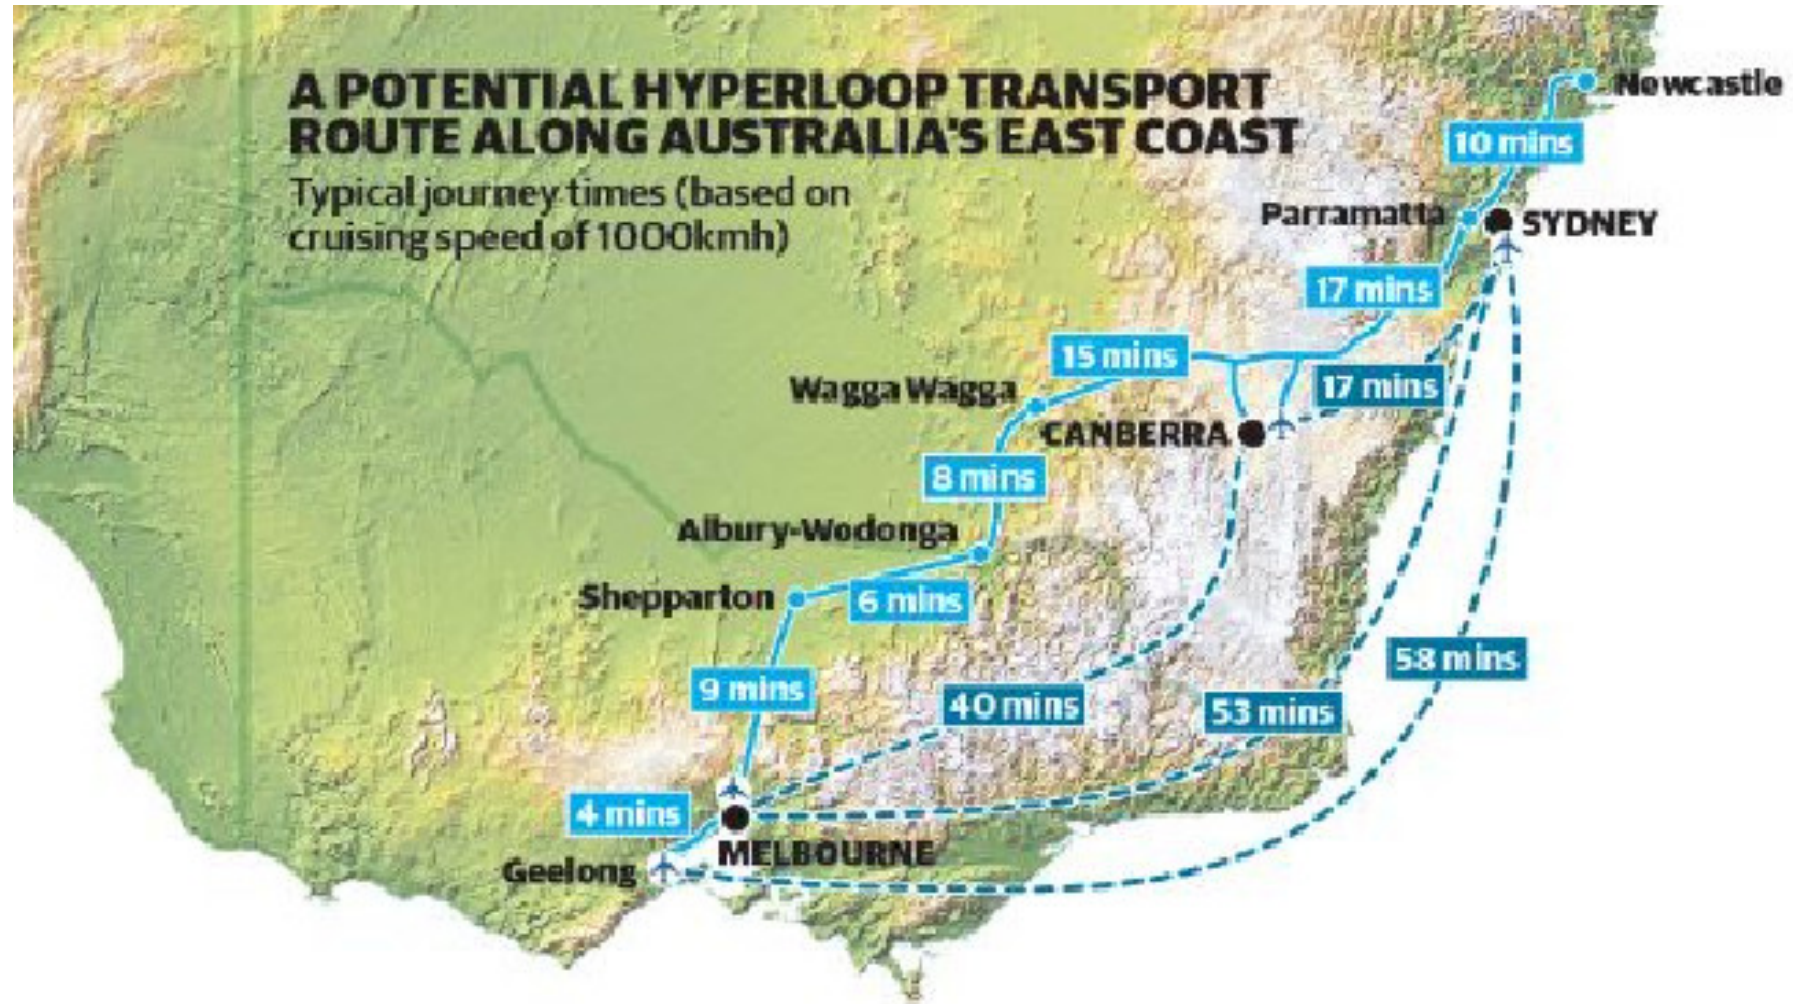 A POTENTIAL HYPERLOOP TRANSPORT
ROUTE ALONG AUSTRALIA'S EAST COAST
Typical journey times (based on
cruising speed of 1000kmh)
Newcastle
10 mins
Parramatta
SYDNEY
17 mins
15 mins
17 mins
Wagga Wagga
CANBERRA
8 mins
Albury-Wodonga
Shepparton
6 mins
58 mins
9 mins
40 mins
53 mins
4 mins
MELBOURNE
Geelong